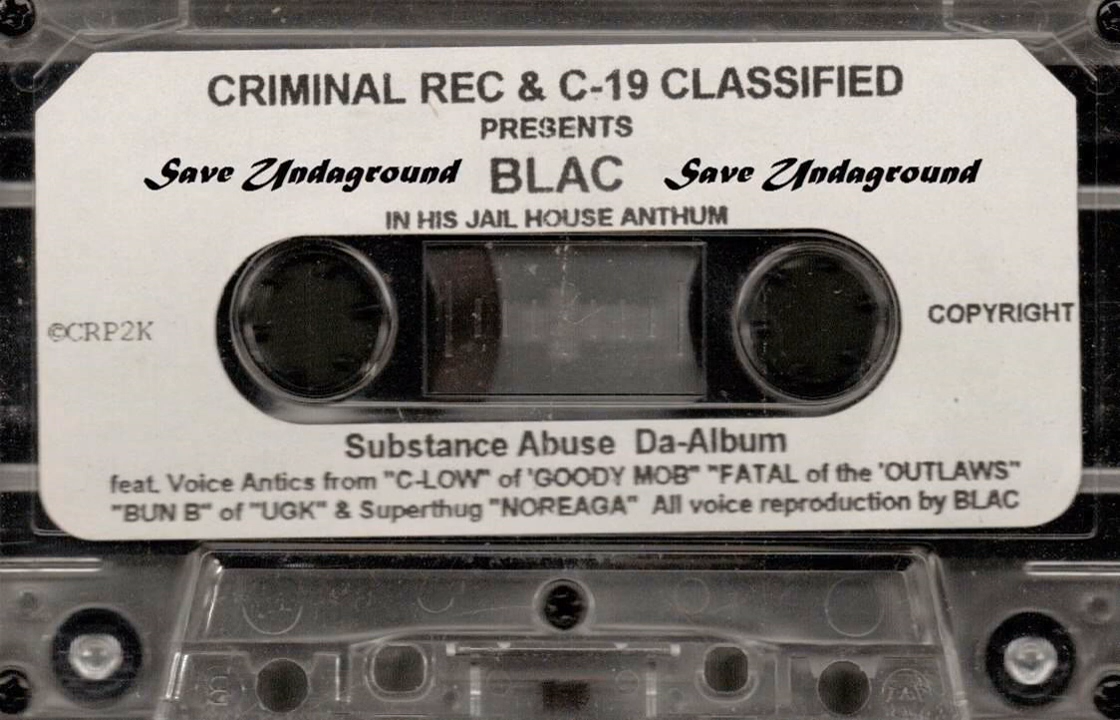 CRIMINAL REC & C-19 CLASSIFIED
PRESENTS
Save Undaground BLAC Save Undaground
IN HIS JAIL HOUSE ANTHUM
©CRP2K
COPYRIGHT
Substance Abuse Da-Album
feat. Voice Antics from "C-LOW" of 'GOODY MOB" "FATAL of the 'OUTLAWS"
"BUN B" of "UGK" & Superthug "NOREAGA" All voice reproduction by BLAC